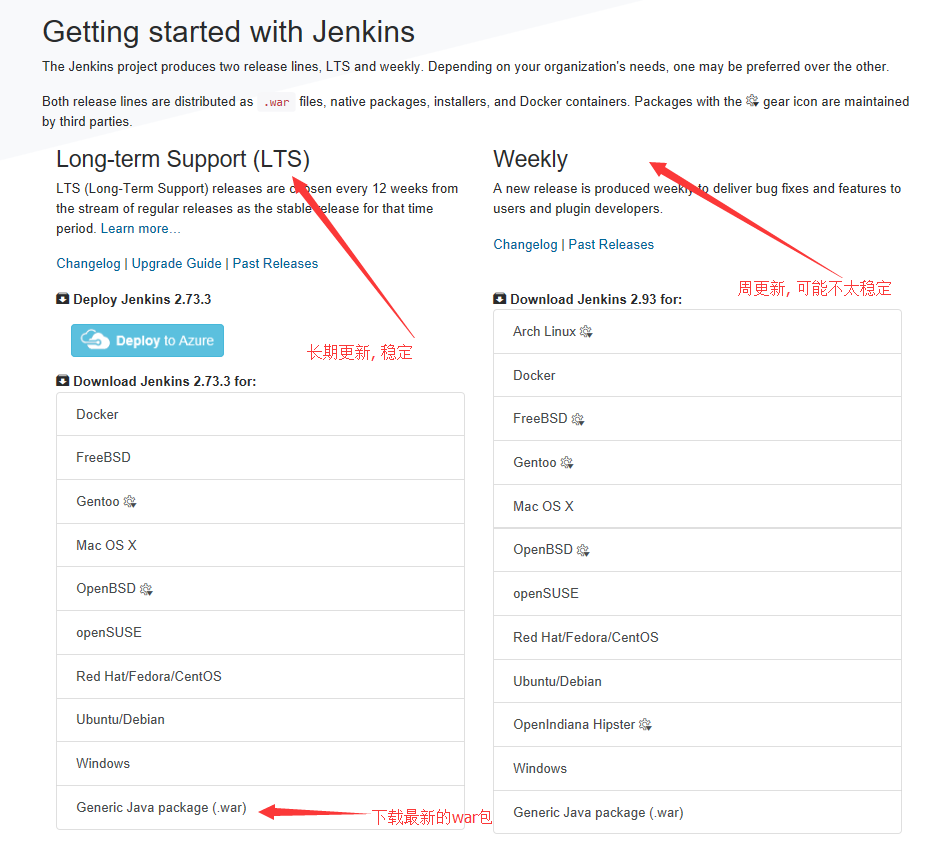 Getting started with Jenkins
The Jenkins project produces two release lines, LTS and weekly. Depending on your organization's needs, one may be preferred over the other.
Both release lines are distributed as .war files, native packages, installers, and Docker containers. Packages with the gear icon are maintained
by third parties.
Long-term Support (LTS)
LTS (Long-Term Support) releases are chosen every 12 weeks from
the stream of regular releases as the stable release for that time
period. Learn more…
Changelog | Upgrade Guide | Past Releases
Deploy Jenkins 2.73.3
Deploy to Azure
长期更新, 稳定
Download Jenkins 2.73.3 for:
Docker
FreeBSD
Gentoo
Mac OS X
OpenBSD
openSUSE
Red Hat/Fedora/CentOS
Ubuntu/Debian
Windows
Generic Java package (.war)
下载最新的war包
Weekly
A new release is produced weekly to deliver bug fixes and features to
users and plugin developers.
Changelog | Past Releases
周更新, 可能不太稳定
Download Jenkins 2.93 for:
Arch Linux
Docker
FreeBSD
Gentoo
Mac OS X
OpenBSD
openSUSE
Red Hat/Fedora/CentOS
Ubuntu/Debian
OpenIndiana Hipster
Windows
Generic Java package (.war)